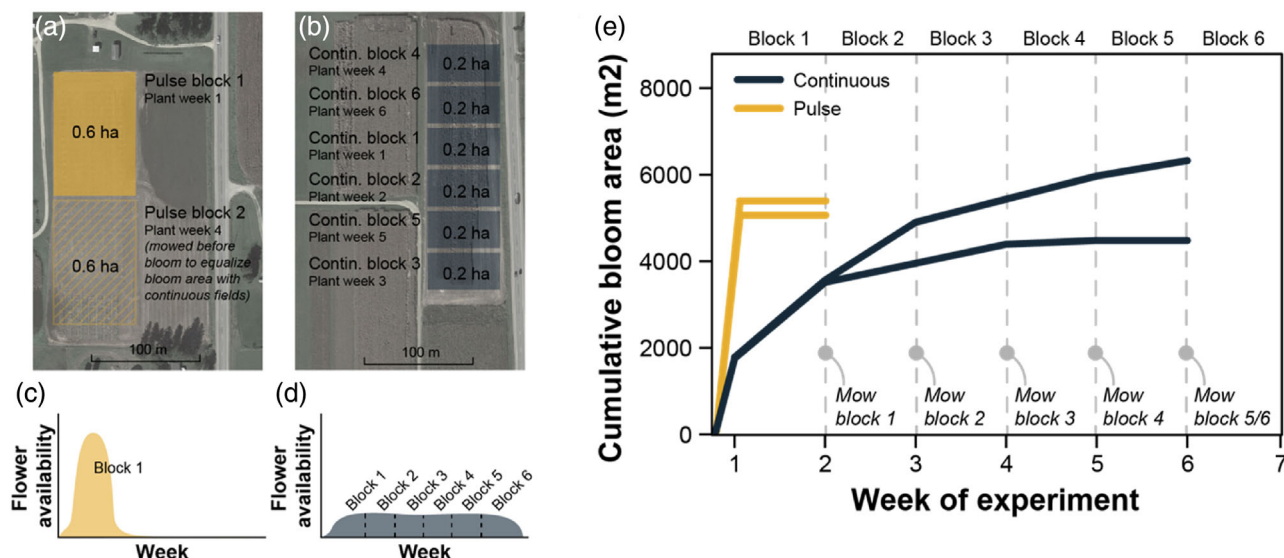 (a)
Pulse block 1
Plant week 1
0.6 ha
Pulse block 2
Plant week 4
(mowed before
bloom to equalize
bloom area with
continuous fields)
0.6 ha
100 m
(b)
Contin. block 4
Plant week 4
0.2 ha
Contin. block 6
Plant week 6
0.2 ha
Contin. block 1
Plant week 1
0.2 ha
Contin. block 2
Plant week 2
0.2 ha
Contin. block 5
Plant week 5
0.2 ha
Contin. block 3
Plant week 3
0.2 ha
100 m
(c)
Flower
availability
Block 1
Week
(d)
Flower
availability
Block 1
Block 2
Block 3
Block 4
Block 5
Block 6
Week
(e)
Block 1
Block 2
Block 3
Block 4
Block 5
Block 6
Cumulative bloom area (m2)
8000
6000
4000
2000
0
Continuous
Pulse
Mow
block 1
Mow
block 2
Mow
block 3
Mow
block 4
Mow
block 5/6
1
2
3
4
5
6
7
Week of experiment